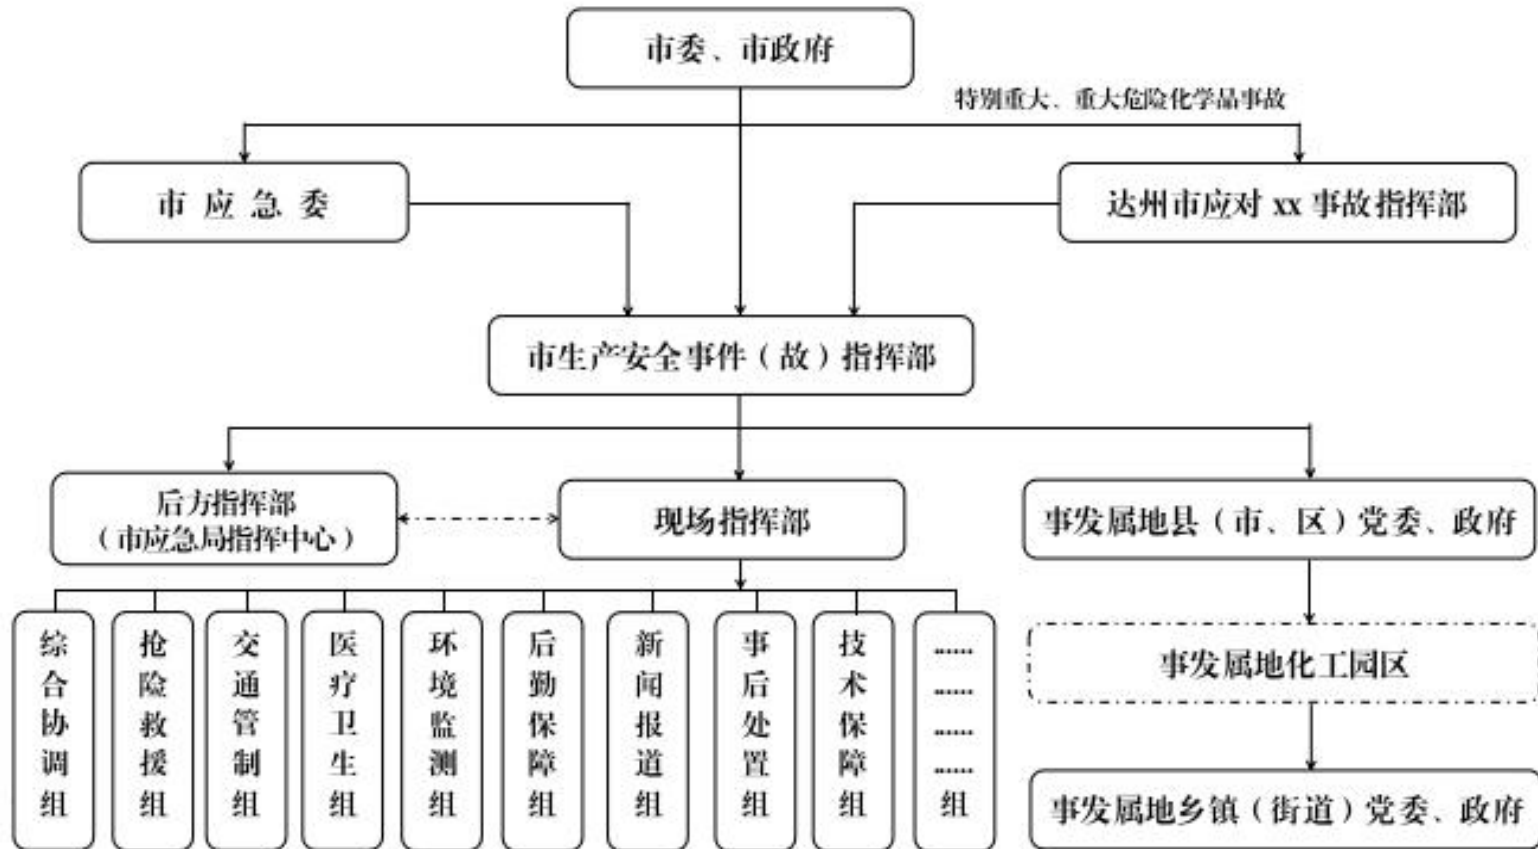 市委、市政府
特别重大、重大危险化学品事故
市应急委
达州市应对 xx 事故指挥部
市生产安全事件（故）指挥部
后方指挥部
（市应急局指挥中心）
现场指挥部
事发属地县（市、区）党委、政府
综合协调组
抢险救援组
交通管制组
医疗卫生组
环境监测组
后勤保障组
新闻报道组
事后处置组
技术保障组
…… …… …… …… 组
事发属地化工园区
事发属地乡镇（街道）党委、政府